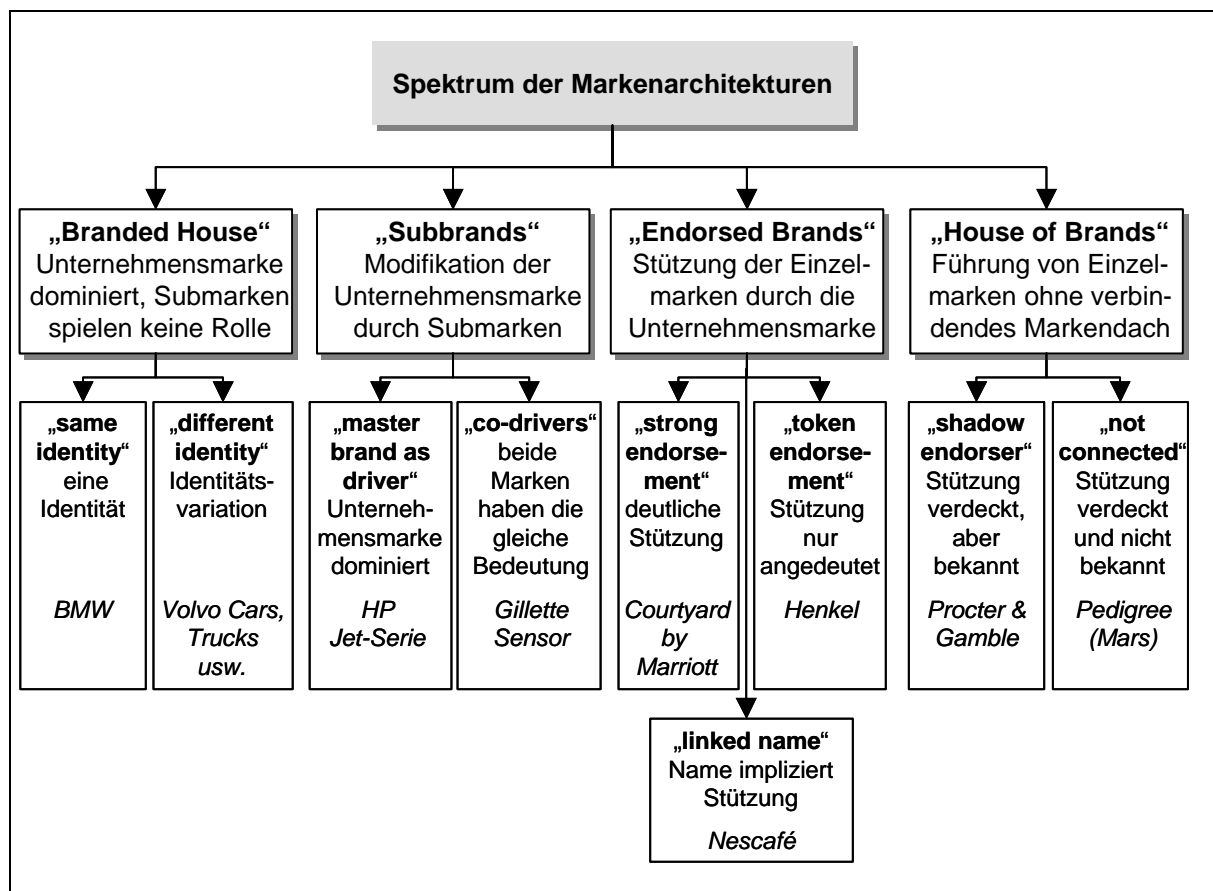 Spektrum der Markenarchitekturen
„Branded House“
Unternehmensmarke
dominiert, Submarken
spielen keine Rolle
„Subbrands“
Modifikation der
Unternehmensmarke
durch Submarken
„Endorsed Brands“
Stützung der Einzel-
marken durch die
Unternehmensmarke
„House of Brands“
Führung von Einzel-
marken ohne verbin-
dendes Markendach
„same
identity“
eine
Identität
BMW
„different
identity“
Identitäts-
variation
Volvo Cars,
Trucks
usw.
„master
brand as
driver“
Unterneh-
mensmarke
dominiert
HP
Jet-Serie
„co-drivers“
beide
Marken
haben die
gleiche
Bedeutung
Gillette
Sensor
„strong
endorse-
ment“
deutliche
Stützung
Courtyard
by
Marriott
„token
endorse-
ment“
Stützung
nur
angedeutet
Henkel
„shadow
endorser“
Stützung
verdeckt,
aber
bekannt
Procter &
Gamble
„not
connected“
Stützung
verdeckt
und nicht
bekannt
Pedigree
(Mars)
„linked name“
Name impliziert
Stützung
Nescafé